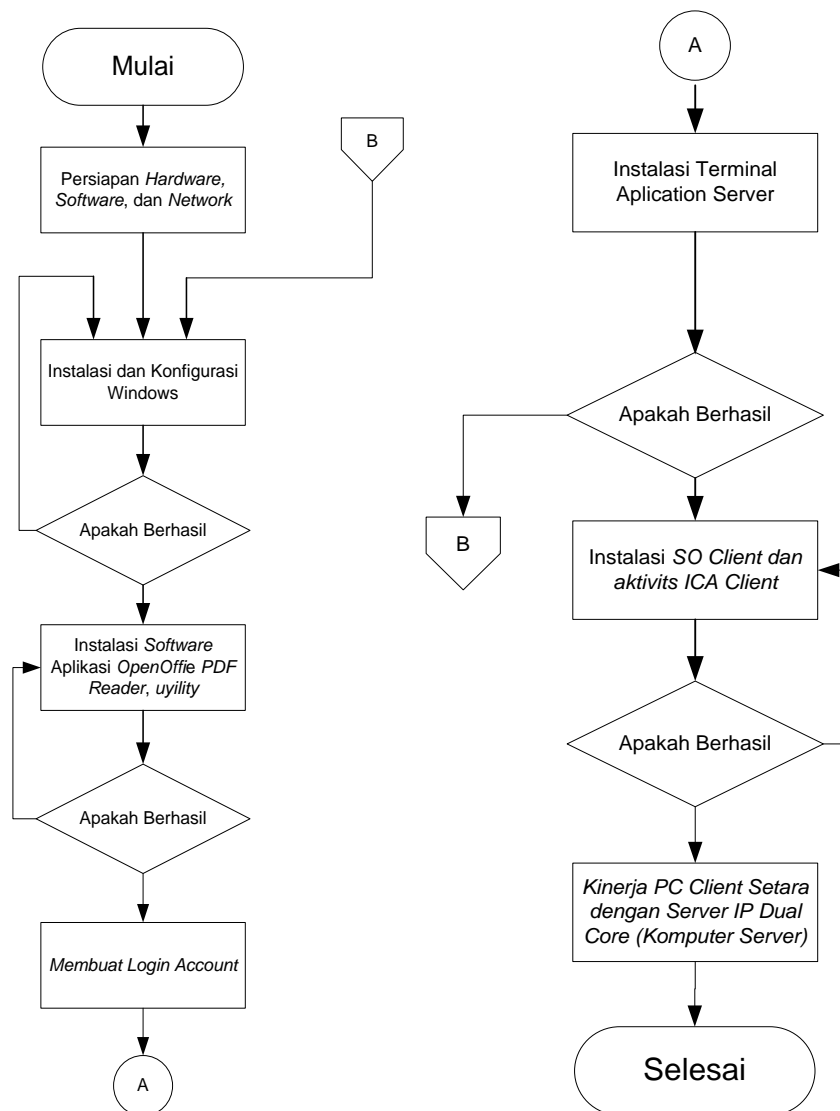 Mulai
Persiapan Hardware,
Software, dan Network
B
Instalasi dan Konfigurasi
Windows
Apakah Berhasil
Instalasi Software
Aplikasi OpenOffie PDF
Reader, uyility
Apakah Berhasil
Membuat Login Account
A
A
Instalasi Terminal
Aplication Server
Apakah Berhasil
B
Instalasi SO Client dan
aktivits ICA Client
Apakah Berhasil
Kinerja PC Client Setara
dengan Server IP Dual
Core (Komputer Server)
Selesai